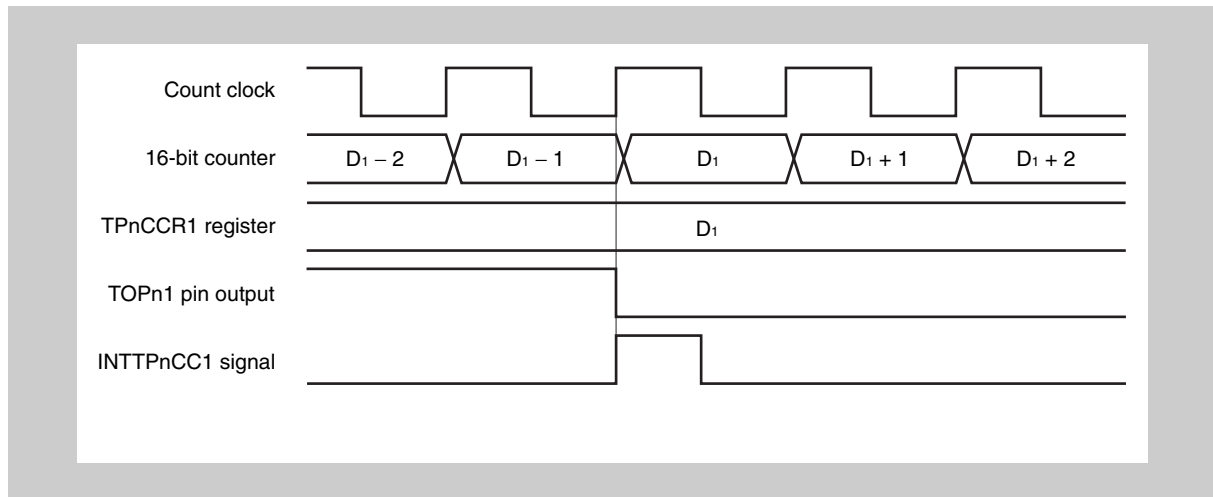 Count clock
16-bit counter D₁ − 2 D₁ − 1 D₁ D₁ + 1 D₁ + 2
TPnCCR1 register D₁
TOPn1 pin output
INTTPnCC1 signal